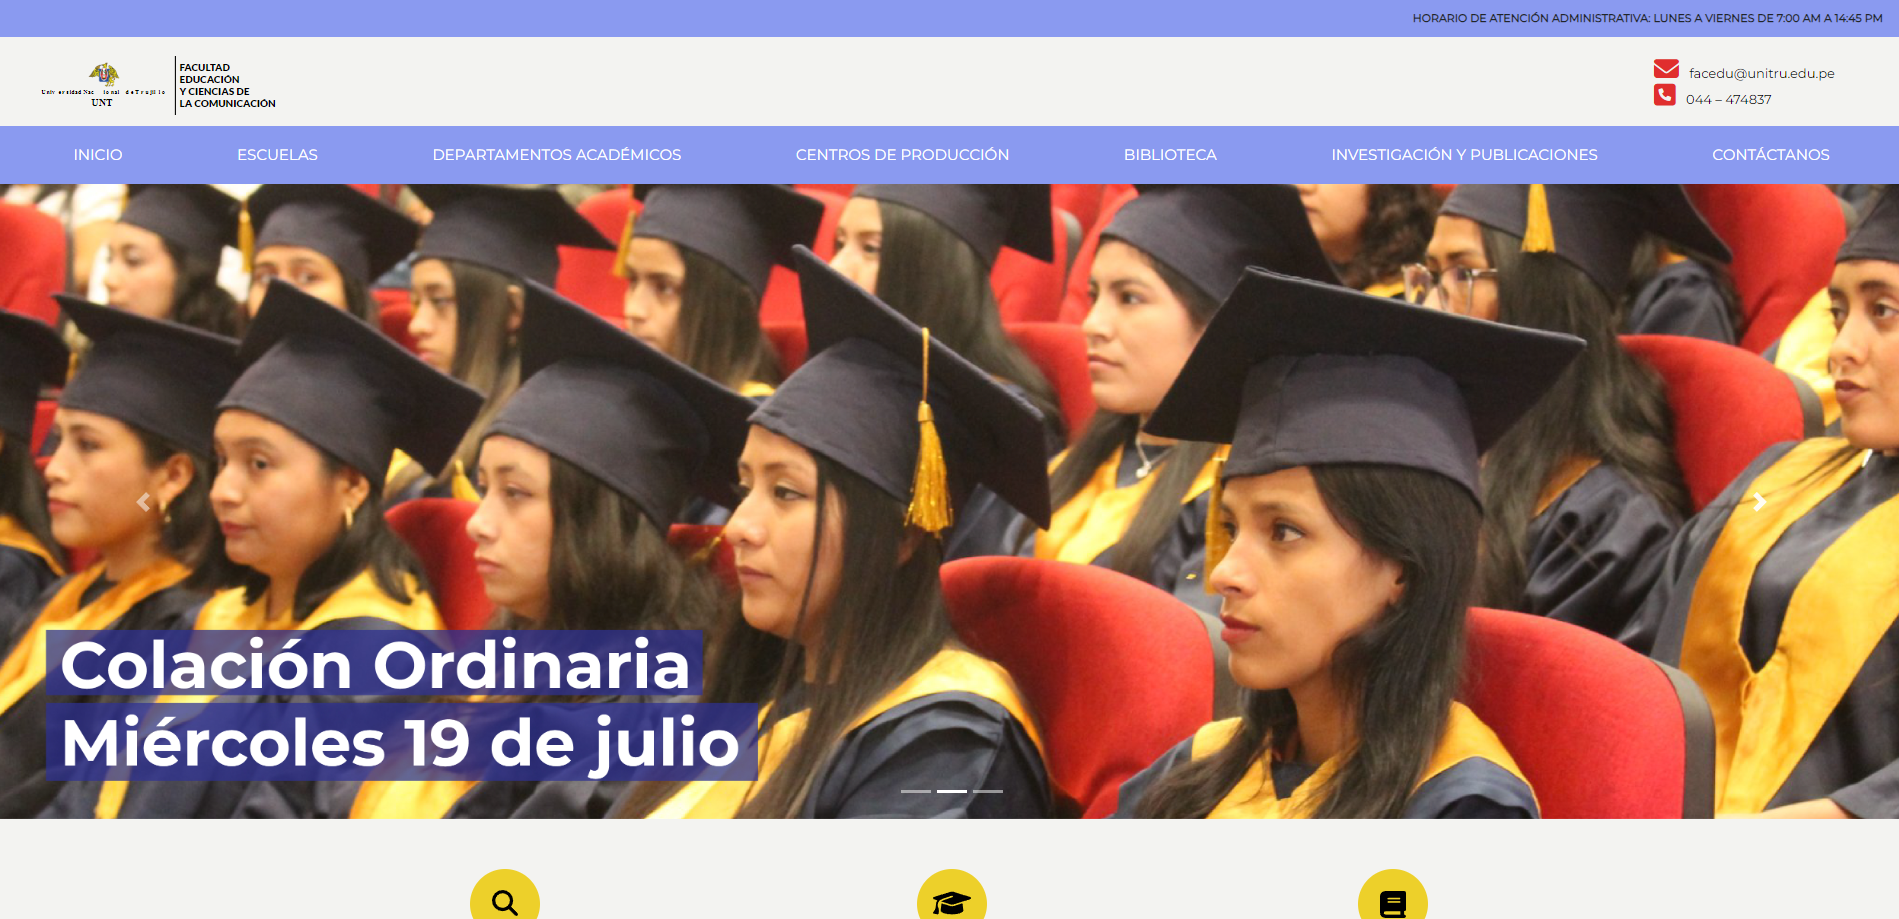 HORARIO DE ATENCIÓN ADMINISTRATIVA: LUNES A VIERNES DE 7:00 AM A 14:45 PM
Universidad Nacional de Trujillo
UNT
FACULTAD
EDUCACIÓN
Y CIENCIAS DE
LA COMUNICACIÓN
facedu@unitru.edu.pe
044 – 474837
INICIO ESCUELAS DEPARTAMENTOS ACADÉMICOS CENTROS DE PRODUCCIÓN BIBLIOTECA INVESTIGACIÓN Y PUBLICACIONES CONTÁCTANOS
Colación Ordinaria
Miércoles 19 de julio